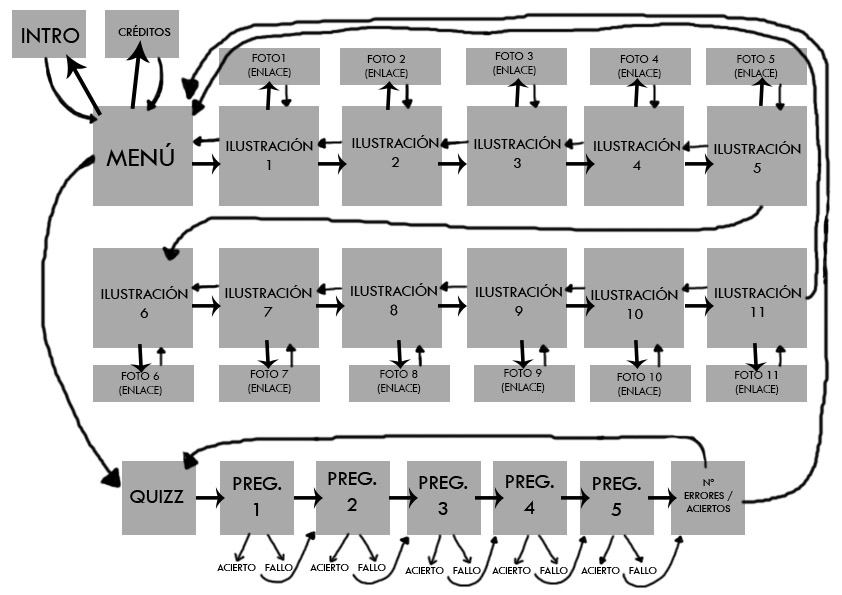 INTRO
CRÉDITOS
FOTO1
(ENLACE)
FOTO 2
(ENLACE)
FOTO 3
(ENLACE)
FOTO 4
(ENLACE)
FOTO 5
(ENLACE)
MENÚ
ILUSTRACIÓN
1
ILUSTRACIÓN
2
ILUSTRACIÓN
3
ILUSTRACIÓN
4
ILUSTRACIÓN
5
ILUSTRACIÓN
6
ILUSTRACIÓN
7
ILUSTRACIÓN
8
ILUSTRACIÓN
9
ILUSTRACIÓN
10
ILUSTRACIÓN
11
FOTO 6
(ENLACE)
FOTO 7
(ENLACE)
FOTO 8
(ENLACE)
FOTO 9
(ENLACE)
FOTO 10
(ENLACE)
FOTO 11
(ENLACE)
QUIZZ
PREG.
1
PREG.
2
PREG.
3
PREG.
4
PREG.
5
Nº
ERRORES /
ACIERTOS
ACIERTO
FALLO
ACIERTO
FALLO
ACIERTO
FALLO
ACIERTO
FALLO
ACIERTO
FALLO